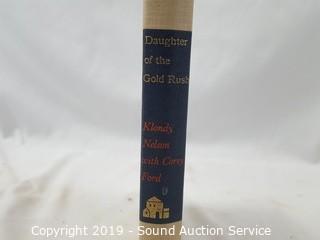 Daughter
of the
Gold Rush
Klondy
Nelson
with Corey
Ford
Copyright 2019 - Sound Auction Service